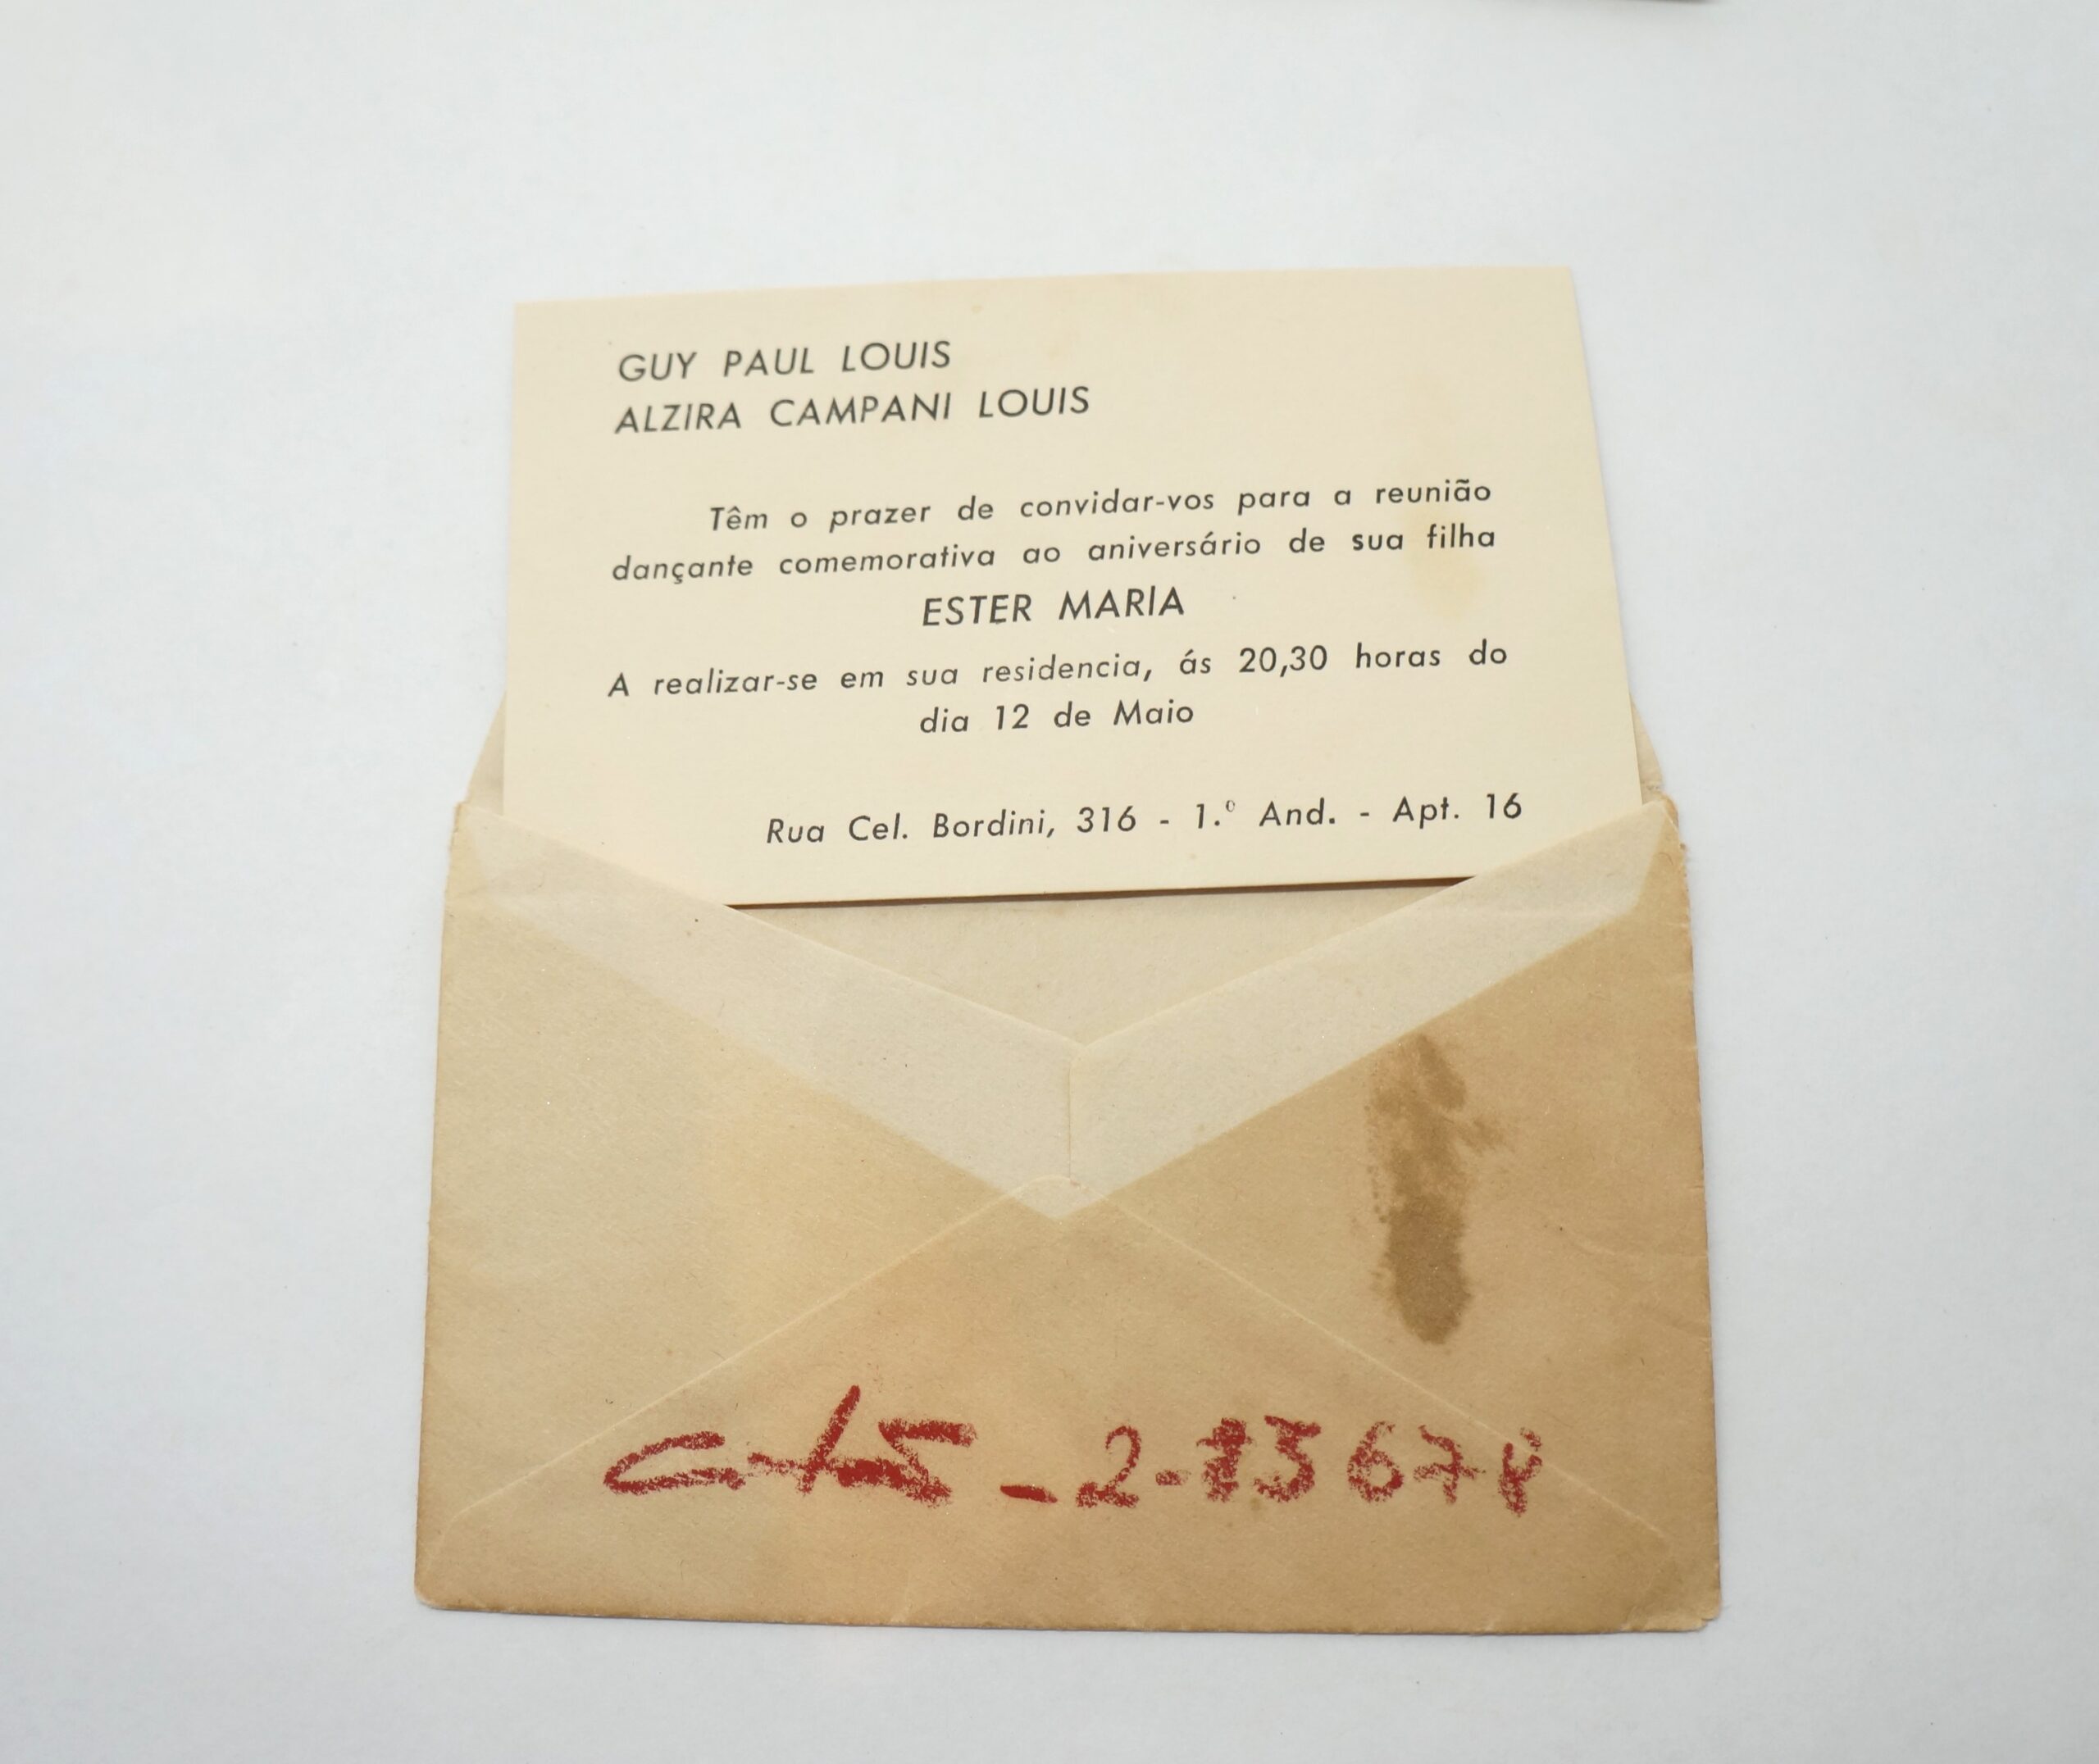 GUY PAUL LOUIS
ALZIRA CAMPANI LOUIS
Têm o prazer de convidar-vos para a reunião
dançante comemorativa ao aniversário de sua filha
ESTER MARIA
A realizar-se em sua residencia, ás 20,30 horas do
dia 12 de Maio
Rua Cel. Bordini, 316 - 1.º And. - Apt. 16
- 2-